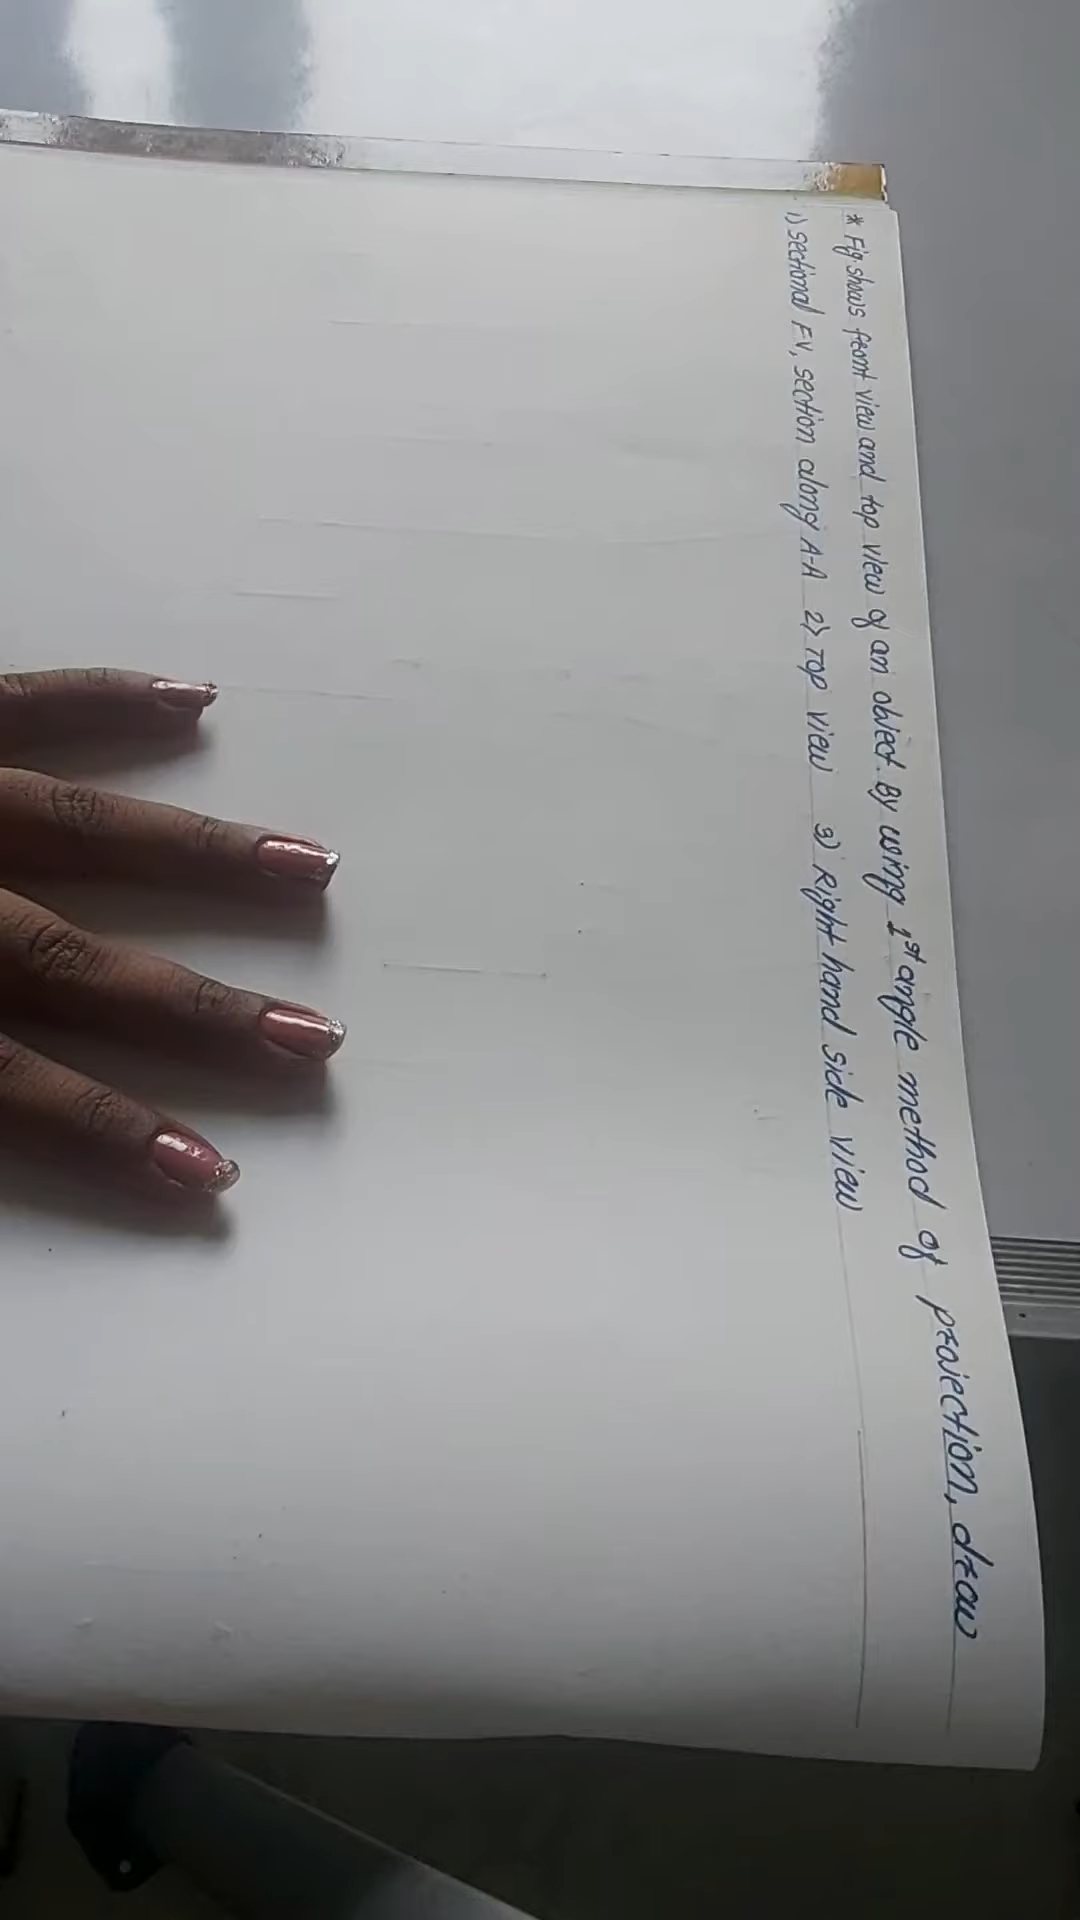 * Fig. shows front view and top view of an object. By using 1st angle method of projection, draw
1) sectional FV, section along A-A 2) TOP view 3) Right hand side view